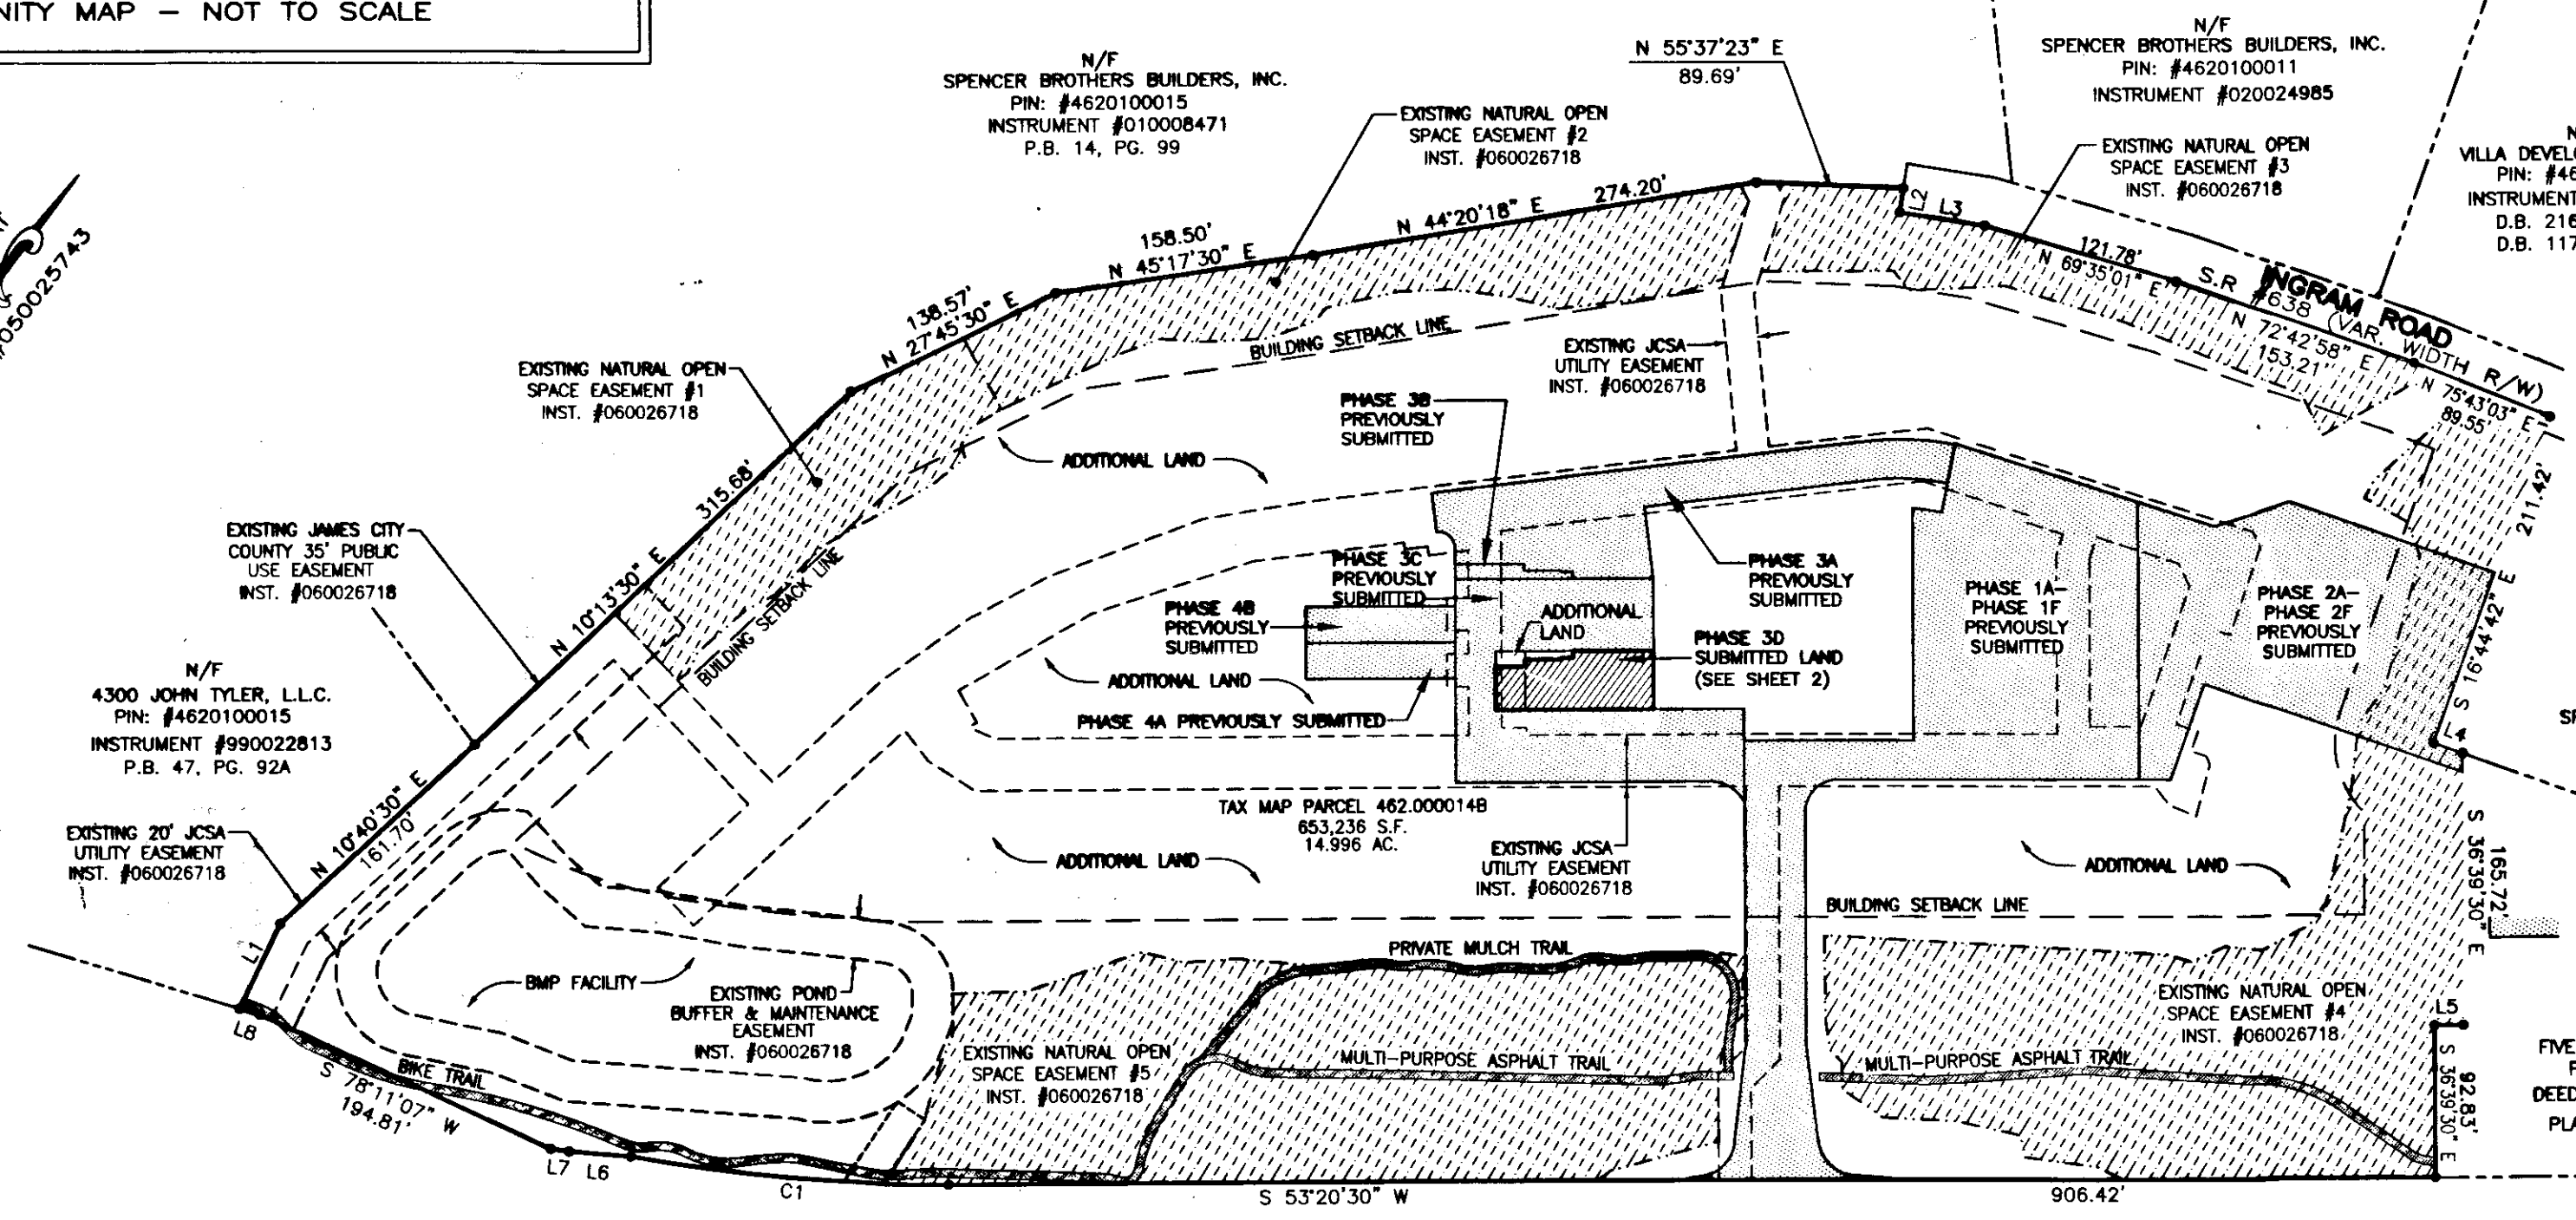 NITY MAP – NOT TO SCALE
N/F
SPENCER BROTHERS BUILDERS, INC.
PIN: #4620100015
INSTRUMENT #010008471
P.B. 14, PG. 99
N 55°37'23" E
89.69'
N/F
SPENCER BROTHERS BUILDERS, INC.
PIN: #4620100011
INSTRUMENT #020024985
EXISTING NATURAL OPEN
SPACE EASEMENT #2
INST. #060026718
EXISTING NATURAL OPEN
SPACE EASEMENT #3
INST. #060026718
VILLA DEVEL
PIN: #46
INSTRUMENT
D.B. 216
D.B. 117
050025743
L2
L3
274.20'
N 44°20'18" E
158.50'
N 45°17'30" E
121.78'
N 69°35'01" E
S.R #638 (VAR. WIDTH R/W)
INGRAM ROAD
N 72°42'58" E
153.21'
N 75°43'03" E
89.55'
138.57'
N 27°45'30" E
BUILDING SETBACK LINE
EXISTING JCSA
UTILITY EASEMENT
INST. #060026718
EXISTING NATURAL OPEN
SPACE EASEMENT #1
INST. #060026718
PHASE 3B
PREVIOUSLY
SUBMITTED
ADDITIONAL LAND
315.68'
N 10°13'30" E
211.42'
S 16°44'42" E
EXISTING JAMES CITY
COUNTY 35' PUBLIC
USE EASEMENT
INST. #060026718
BUILDING SETBACK LINE
PHASE 3C
PREVIOUSLY
SUBMITTED
PHASE 3A
PREVIOUSLY
SUBMITTED
PHASE 1A-
PHASE 1F
PREVIOUSLY
SUBMITTED
PHASE 2A-
PHASE 2F
PREVIOUSLY
SUBMITTED
PHASE 4B
PREVIOUSLY
SUBMITTED
ADDITIONAL
LAND
PHASE 3D
SUBMITTED LAND
(SEE SHEET 2)
N/F
4300 JOHN TYLER, L.L.C.
PIN: #4620100015
INSTRUMENT #990022813
P.B. 47, PG. 92A
ADDITIONAL LAND
PHASE 4A PREVIOUSLY SUBMITTED
L4
N 10°40'30" E
161.70'
TAX MAP PARCEL 462.000014B
653,236 S.F.
14.996 AC.
EXISTING 20' JCSA
UTILITY EASEMENT
INST. #060026718
ADDITIONAL LAND
EXISTING JCSA
UTILITY EASEMENT
INST. #060026718
ADDITIONAL LAND
165.72'
S 36°39'30" E
BUILDING SETBACK LINE
L1
PRIVATE MULCH TRAIL
BMP FACILITY
EXISTING POND
BUFFER & MAINTENANCE
EASEMENT
INST. #060026718
EXISTING NATURAL OPEN
SPACE EASEMENT #4
INST. #060026718
L5
L8
EXISTING NATURAL OPEN
SPACE EASEMENT #5
INST. #060026718
MULTI-PURPOSE ASPHALT TRAIL
MULTI-PURPOSE ASPHALT TRAIL
BIKE TRAIL
S 78°11'07" W
194.81'
92.83'
S 36°39'30" E
FIVE
DEED
L7
L6
C1
S 53°20'30" W
906.42'